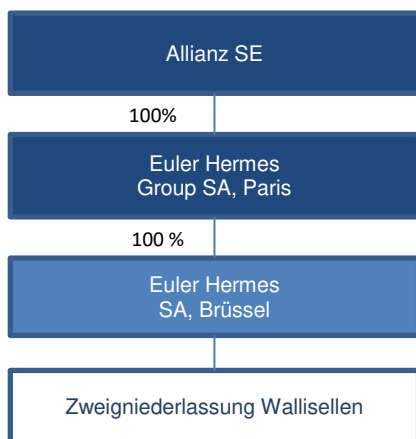 Allianz SE
100%
Euler Hermes
Group SA, Paris
100 %
Euler Hermes
SA, Brüssel
Zweigniederlassung Wallisellen